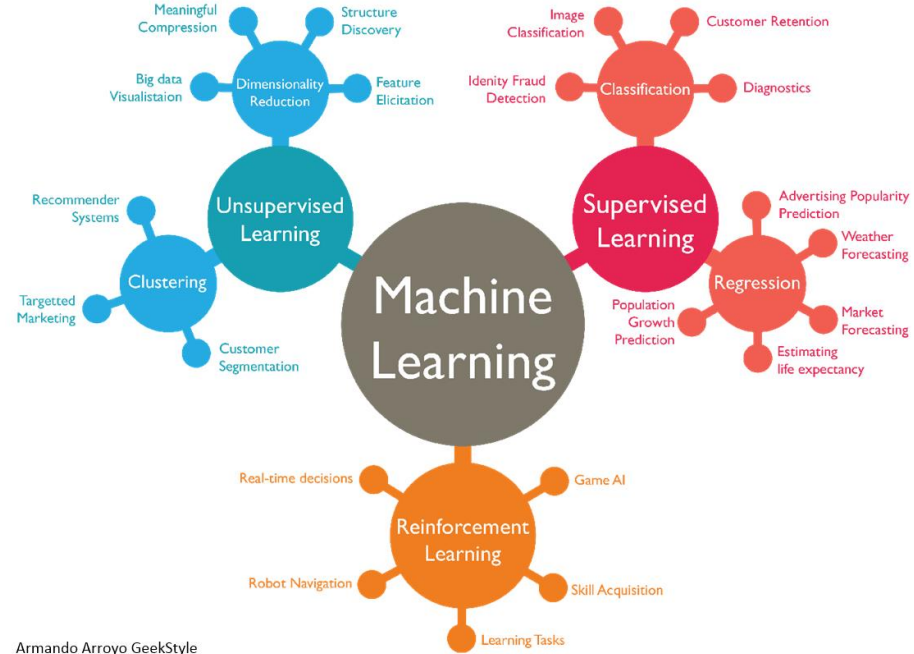 Meaningful
Compression
Structure
Discovery
Big data
Visualistaion
Dimensionality
Reduction
Feature
Elicitation
Image
Classification
Customer Retention
Idenity Fraud
Detection
Classification
Diagnostics
Unsupervised
Learning
Supervised
Learning
Recommender
Systems
Clustering
Targetted
Marketing
Customer
Segmentation
Machine
Learning
Advertising Popularity
Prediction
Weather
Forecasting
Regression
Population
Growth
Prediction
Market
Forecasting
Estimating
life expectancy
Real-time decisions
Game AI
Reinforcement
Learning
Robot Navigation
Skill Acquisition
Learning Tasks
Armando Arroyo GeekStyle